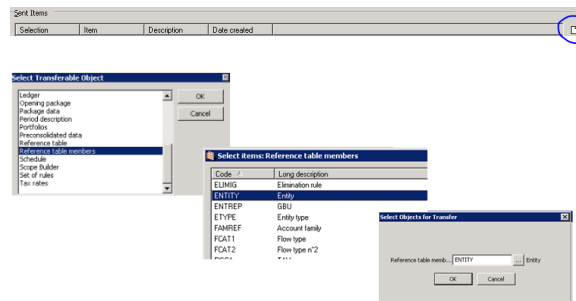 Sent Items
Selection Item Description Date created
Select Transferable Object
Ledger
Opening package
Package data
Period description
Portfolios
Preconsolidated data
Reference table
Reference table members
Schedule
Scope Builder
Set of rules
Tax rates
OK
Cancel
Select items: Reference table members
Code Long description
ELIMIG Elimination rule
ENTITY Entity
ENTREP GBU
ETYPE Entity type
FAMREF Account family
FCAT1 Flow type
FCAT2 Flow type n°2
Select Objects for Transfer
Reference table memb... ENTITY ... Entity
OK Cancel